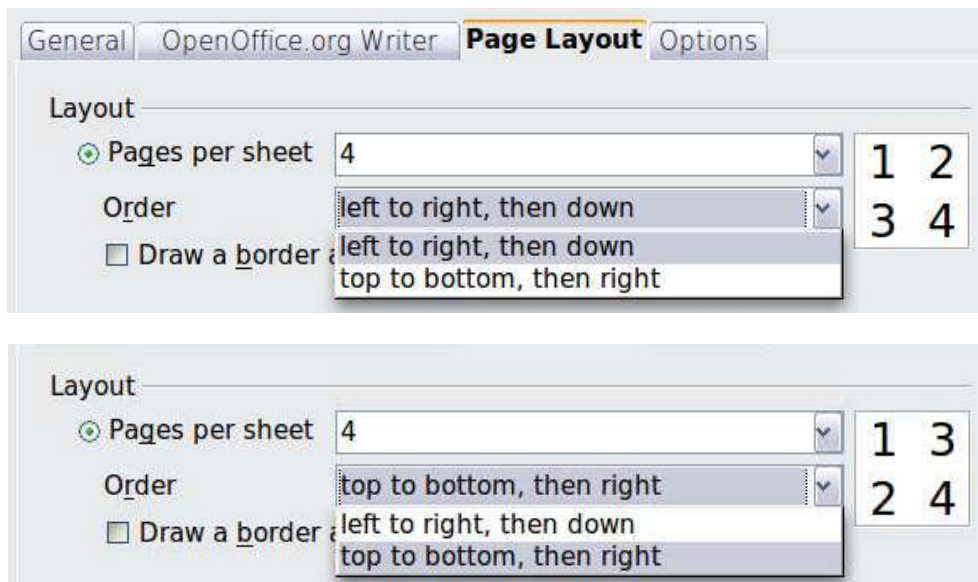 General OpenOffice.org Writer Page Layout Options
Layout
Pages per sheet 4
1 2
Order left to right, then down
3 4
Draw a border
left to right, then down
top to bottom, then right
Layout
Pages per sheet 4
1 3
Order top to bottom, then right
2 4
Draw a border
left to right, then down
top to bottom, then right